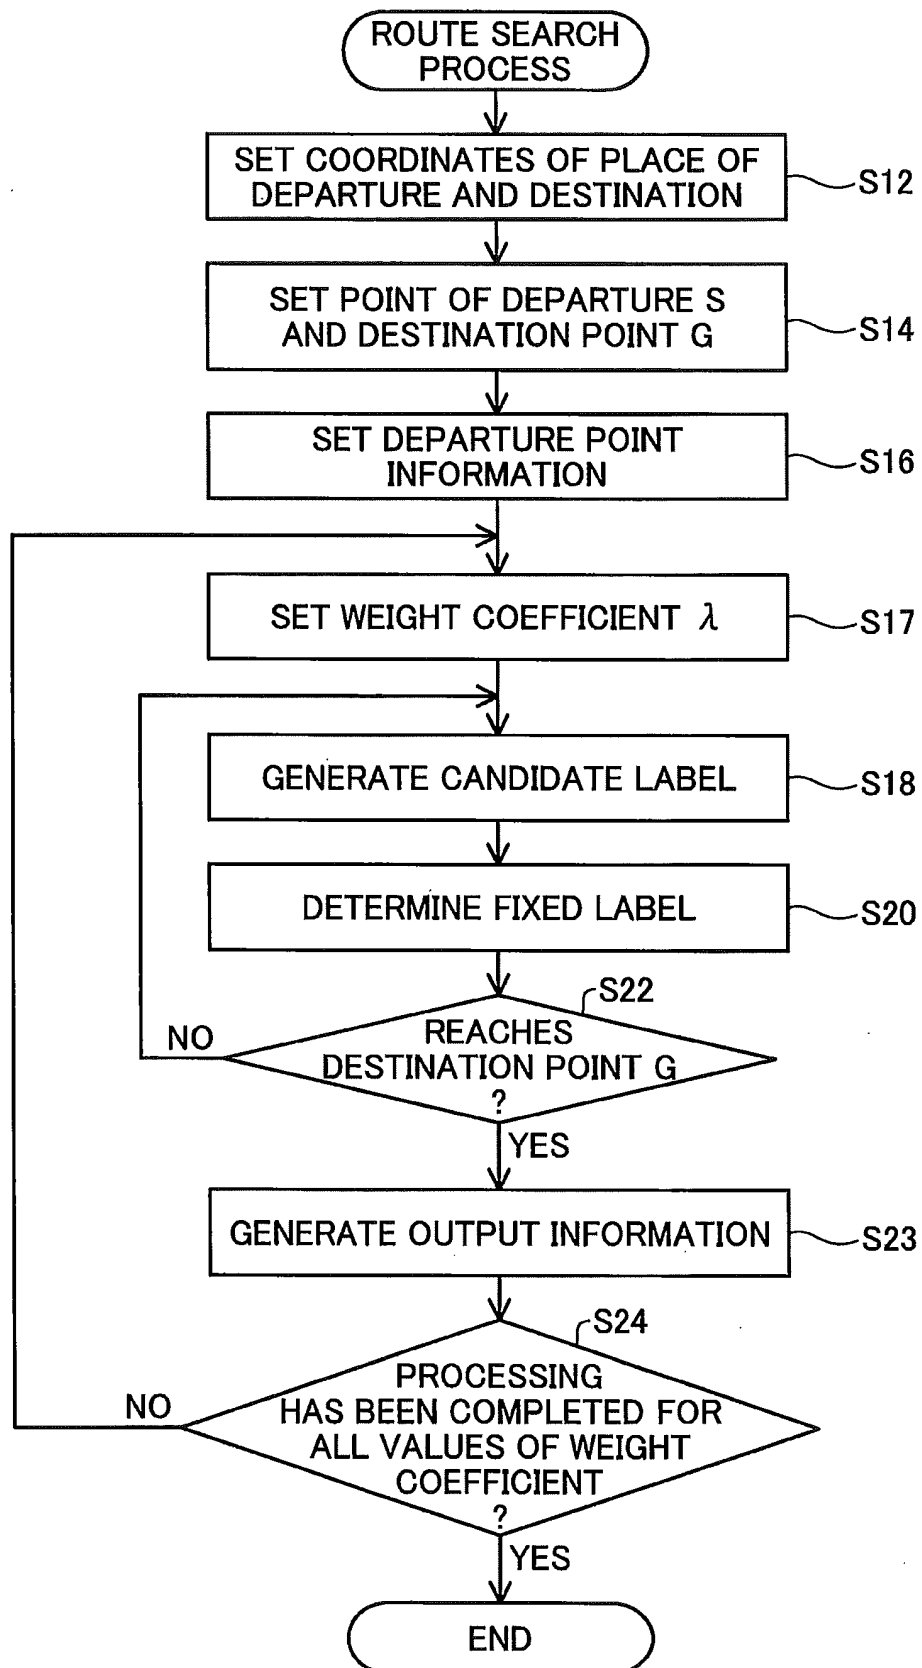 ROUTE SEARCH
PROCESS
SET COORDINATES OF PLACE OF
DEPARTURE AND DESTINATION
S12
SET POINT OF DEPARTURE S
AND DESTINATION POINT G
S14
SET DEPARTURE POINT
INFORMATION
S16
SET WEIGHT COEFFICIENT λ
S17
GENERATE CANDIDATE LABEL
S18
DETERMINE FIXED LABEL
S20
S22
NO
REACHES
DESTINATION POINT G
?
YES
GENERATE OUTPUT INFORMATION
S23
S24
NO
PROCESSING
HAS BEEN COMPLETED FOR
ALL VALUES OF WEIGHT
COEFFICIENT
?
YES
END